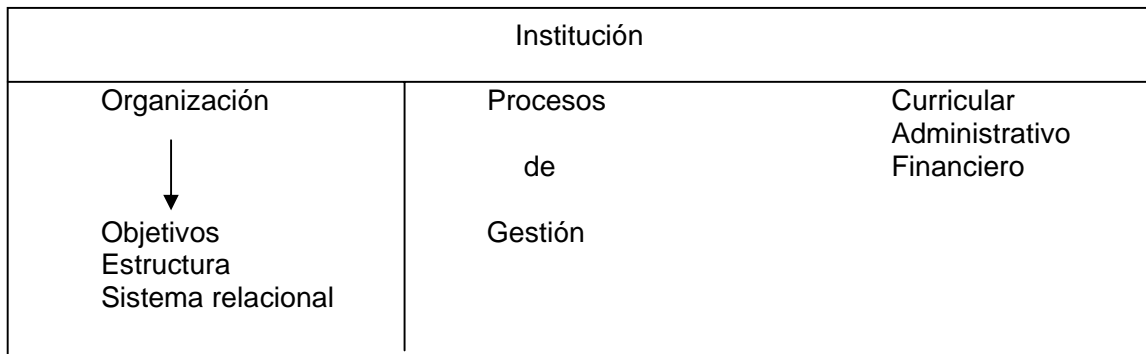 Institución
Organización
Objetivos
Estructura
Sistema relacional
Procesos
de
Gestión
Curricular
Administrativo
Financiero